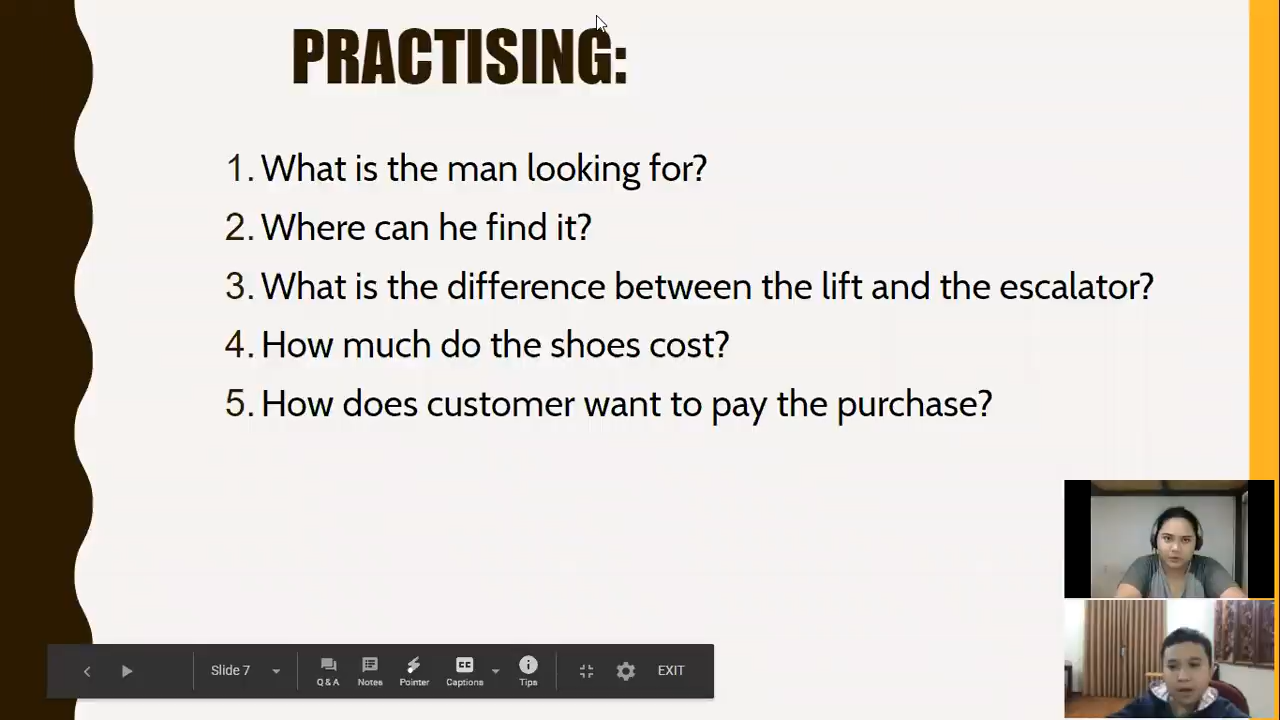 PRACTISING:
1. What is the man looking for?
2. Where can he find it?
3. What is the difference between the lift and the escalator?
4. How much do the shoes cost?
5. How does customer want to pay the purchase?
Slide 7
Q & A
Notes
Pointer
CC
Captions
Tips
EXIT